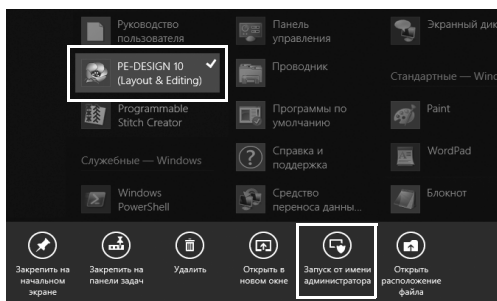 Руководство
пользователя
Панель
управления
Экранный дик
PE-DESIGN 10
(Layout & Editing)
Проводник
Стандартные — Winc
Programmable
Stitch Creator
Программы по
умолчанию
Paint
Служебные — Windows
Справка и
поддержка
WordPad
Windows
PowerShell
Средство
переноса данны...
Блокнот
Закрепить на
начальном
экране
Закрепить на
панели задач
Удалить
Открыть в
новом окне
Запуск от имени
администратора
Открыть
расположение
файла